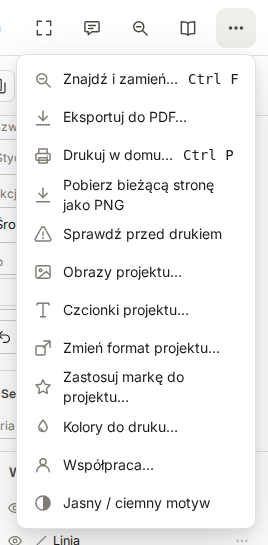 Znajdź i zamień... Ctrl F
Eksportuj do PDF...
Drukuj w domu... Ctrl P
Pobierz bieżącą stronę
jako PNG
Sprawdź przed drukiem
Obrazy projektu...
Czcionki projektu...
Zmień format projektu...
Zastosuj markę do
projektu...
Kolory do druku...
Współpraca...
Jasny / ciemny motyw
Linia